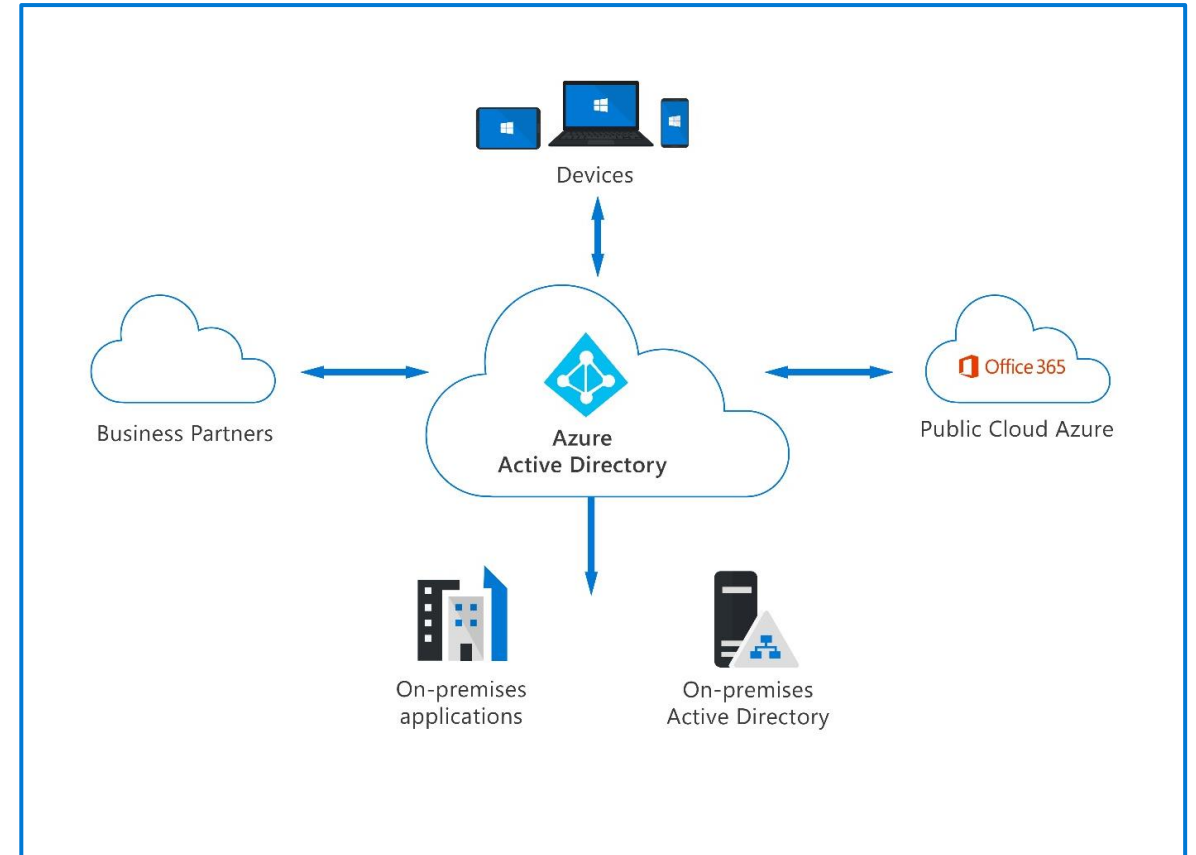 Devices
Office 365
Business Partners
Public Cloud Azure
Azure
Active Directory
On-premises
applications
On-premises
Active Directory